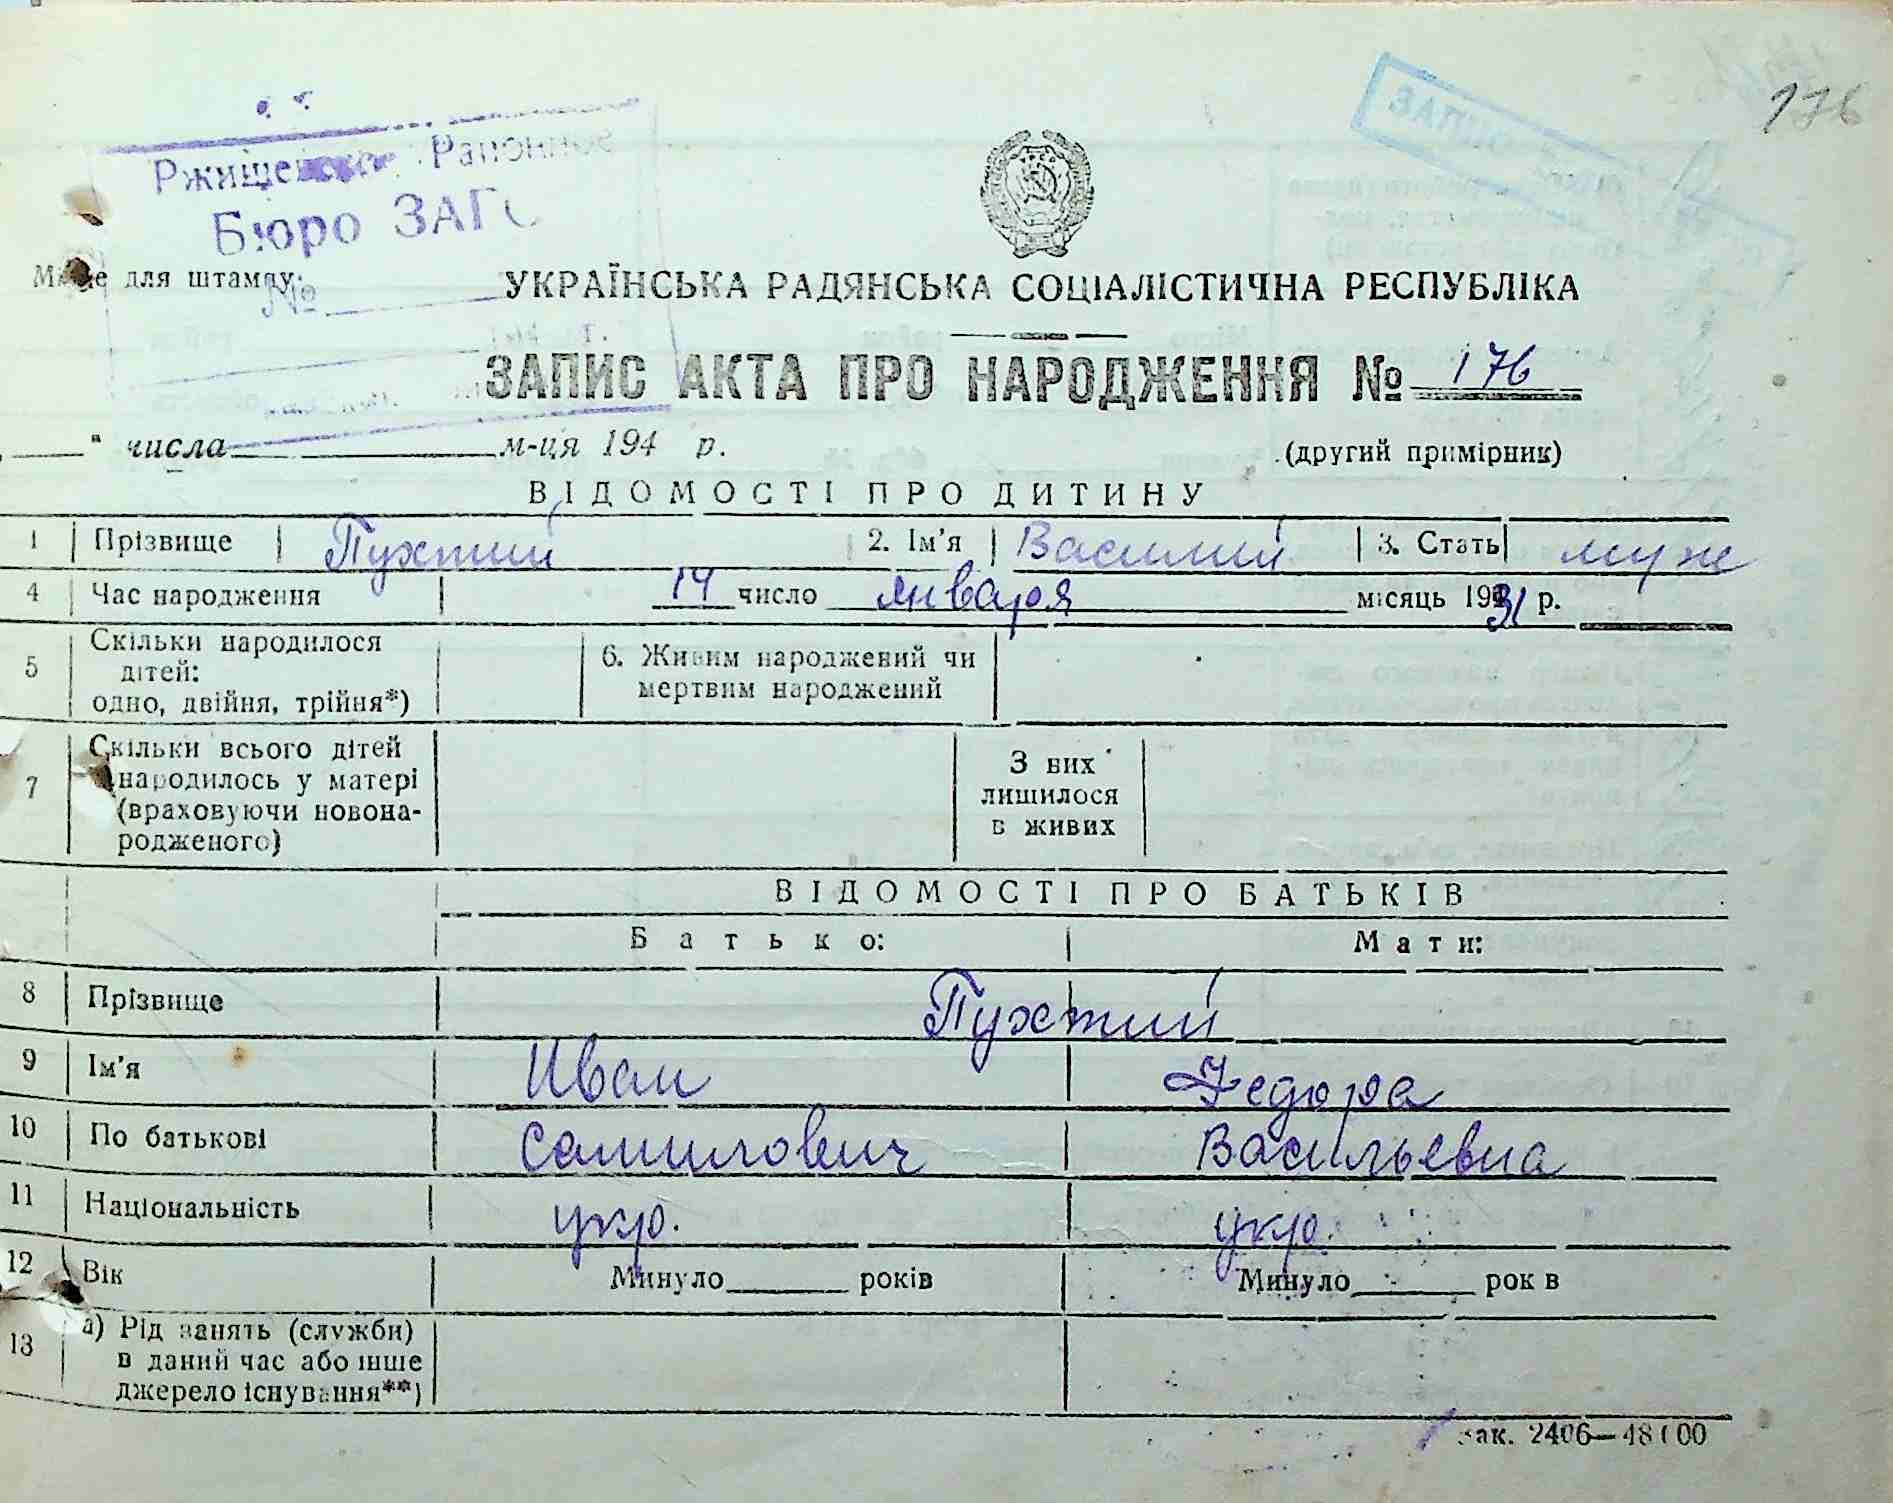 176
ЗАПИС
Ржищевское Районное
Бюро ЗАГС
Місце для штампу:
№
УКРАЇНСЬКА РАДЯНСЬКА СОЦІАЛІСТИЧНА РЕСПУБЛІКА
ЗАПИС АКТА ПРО НАРОДЖЕННЯ № 176
" числа м-ця 194 р. (другий примірник)
ВІДОМОСТІ ПРО ДИТИНУ
1 Прізвище Пухтий 2. Ім'я Василий 3. Стать муж
4 Час народження 14 число января місяць 1931 р.
5 Скільки народилося дітей: одно, двійня, трійня*) 6. Живим народжений чи мертвим народжений
7 Скільки всього дітей народилось у матері (враховуючи новонародженого) З них лишилося в живих
ВІДОМОСТІ ПРО БАТЬКІВ
Батько: Мати:
8 Прізвище Пухтий
9 Ім'я Иван Федора
10 По батькові Самилович Васильевна
11 Національність укр. укр.
12 Вік Минуло років Минуло років
13 а) Рід занять (служби) в даний час або інше джерело існування**)
Зак. 2406—48100